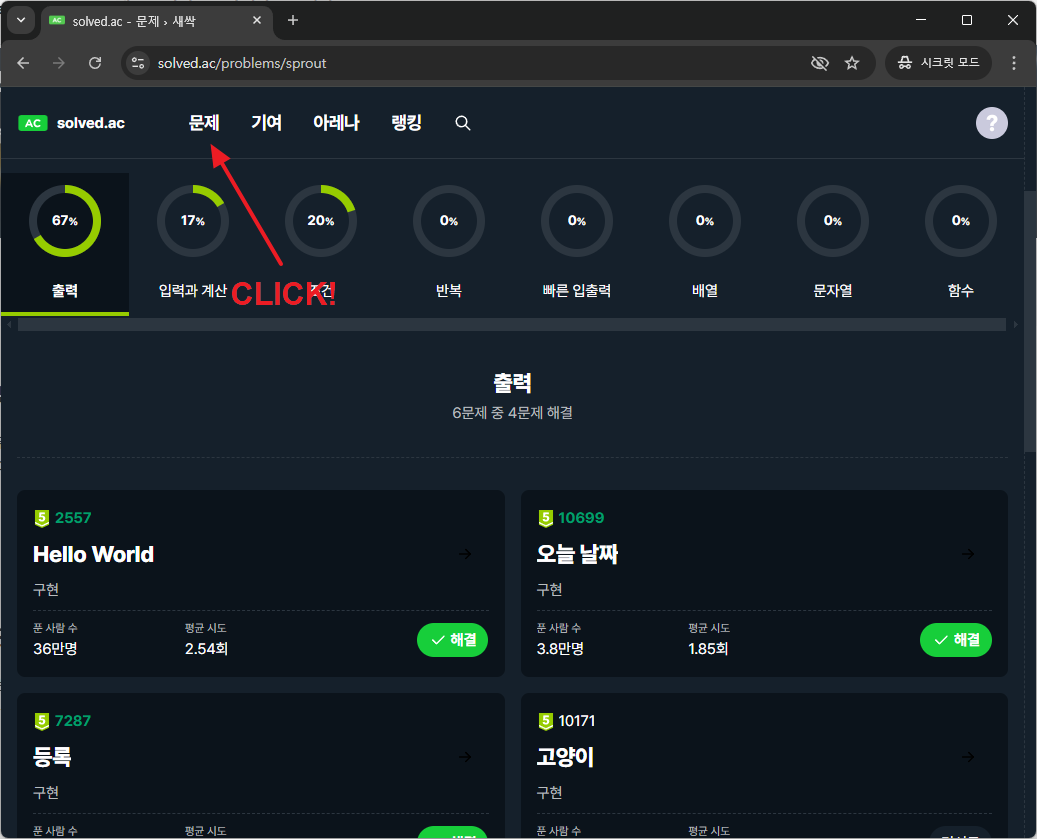 AC solved.ac - 문제 › 새싹
solved.ac/problems/sprout
시크릿 모드
AC solved.ac 문제 기여 아레나 랭킹 ?
67% 17% 20% 0% 0% 0% 0% 0%
출력 입력과 계산 조건 반복 빠른 입출력 배열 문자열 함수
CLICK!
출력
6문제 중 4문제 해결
5 2557
Hello World
구현
푼 사람 수 평균 시도
36만명 2.54회
해결
5 10699
오늘 날짜
구현
푼 사람 수 평균 시도
3.8만명 1.85회
해결
5 7287
등록
구현
푼 사람 수 평균 시도
5 10171
고양이
구현
푼 사람 수 평균 시도